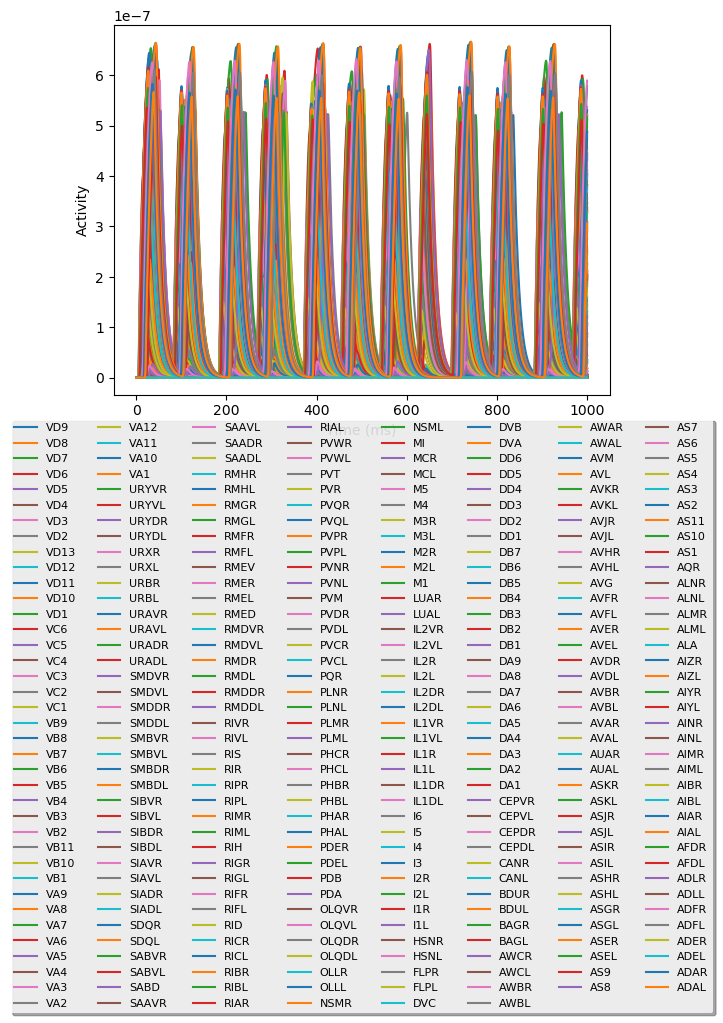 1e−7
6
5
4
3
2
1
0
Activity
0
200
400
600
800
1000
(ms)
VD9
VD8
VD7
VD6
VD5
VD4
VD3
VD2
VD13
VD12
VD11
VD10
VD1
VC6
VC5
VC4
VC3
VC2
VC1
VB9
VB8
VB7
VB6
VB5
VB4
VB3
VB2
VB11
VB10
VB1
VA9
VA8
VA7
VA6
VA5
VA4
VA3
VA2
VA12
VA11
VA10
VA1
URYVR
URYVL
URYDR
URYDL
URXR
URXL
URBR
URBL
URAVR
URAVL
URADR
URADL
SMDVR
SMDVL
SMDDR
SMDDL
SMBVR
SMBVL
SMBDR
SMBDL
SIBVR
SIBVL
SIBDR
SIBDL
SIAVR
SIAVL
SIADR
SIADL
SDQR
SDQL
SABVR
SABVL
SABD
SAAVR
SAAVL
SAADR
SAADL
RMHR
RMHL
RMGR
RMGL
RMFR
RMFL
RMEV
RMER
RMEL
RMED
RMDVR
RMDVL
RMDR
RMDL
RMDDR
RMDDL
RIVR
RIVL
RIS
RIR
RIPR
RIPL
RIMR
RIML
RIH
RIGR
RIGL
RIFR
RIFL
RID
RICR
RICL
RIBR
RIBL
RIAR
RIAL
PVWR
PVWL
PVT
PVR
PVQR
PVQL
PVPR
PVPL
PVNR
PVNL
PVM
PVDR
PVDL
PVCR
PVCL
PQR
PLNR
PLNL
PLMR
PLML
PHCR
PHCL
PHBR
PHBL
PHAR
PHAL
PDER
PDEL
PDB
PDA
OLQVR
OLQVL
OLQDR
OLQDL
OLLR
OLLL
NSMR
NSML
MI
MCR
MCL
M5
M4
M3R
M3L
M2R
M2L
M1
LUAR
LUAL
IL2VR
IL2VL
IL2R
IL2L
IL2DR
IL2DL
IL1VR
IL1VL
IL1R
IL1L
IL1DR
IL1DL
I6
I5
I4
I3
I2R
I2L
I1R
I1L
HSNR
HSNL
FLPR
FLPL
DVC
DVB
DVA
DD6
DD5
DD4
DD3
DD2
DD1
DB7
DB6
DB5
DB4
DB3
DB2
DB1
DA9
DA8
DA7
DA6
DA5
DA4
DA3
DA2
DA1
CEPVR
CEPVL
CEPDR
CEPDL
CANR
CANL
BDUR
BDUL
BAGR
BAGL
AWCR
AWCL
AWBR
AWBL
AWAR
AWAL
AVM
AVL
AVKR
AVKL
AVJR
AVJL
AVHR
AVHL
AVG
AVFR
AVFL
AVER
AVEL
AVDR
AVDL
AVBR
AVBL
AVAR
AVAL
AUAR
AUAL
ASKR
ASKL
ASJR
ASJL
ASIR
ASIL
ASHR
ASHL
ASGR
ASGL
ASER
ASEL
AS9
AS8
AS7
AS6
AS5
AS4
AS3
AS2
AS11
AS10
AS1
AQR
ALNR
ALNL
ALMR
ALML
ALA
AIZR
AIZL
AIYR
AIYL
AINR
AINL
AIMR
AIML
AIBR
AIBL
AIAR
AIAL
AFDR
AFDL
ADLR
ADLL
ADFR
ADFL
ADER
ADEL
ADAR
ADAL